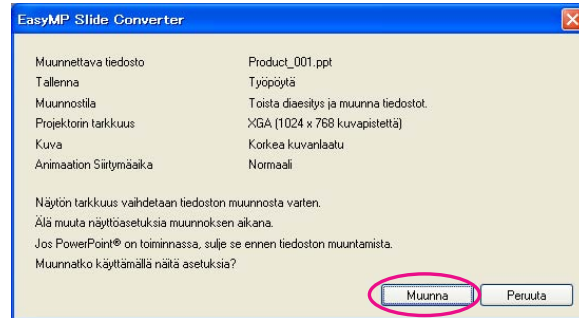 EasyMP Slide Converter
Muunnettava tiedosto Product_001.ppt
Tallenna Työpöytä
Muunnostila Toista diaesitys ja muunna tiedostot.
Projektorin tarkkuus XGA (1024 x 768 kuvapistettä)
Kuva Korkea kuvanlaatu
Animaation Siirtymäaika Normaali
Näytön tarkkuus vaihdetaan tiedoston muunnosta varten.
Älä muuta näyttöasetuksia muunnoksen aikana.
Jos PowerPoint® on toiminnassa, sulje se ennen tiedoston muuntamista.
Muunnatko käyttämällä näitä asetuksia?
Muunna Peruuta